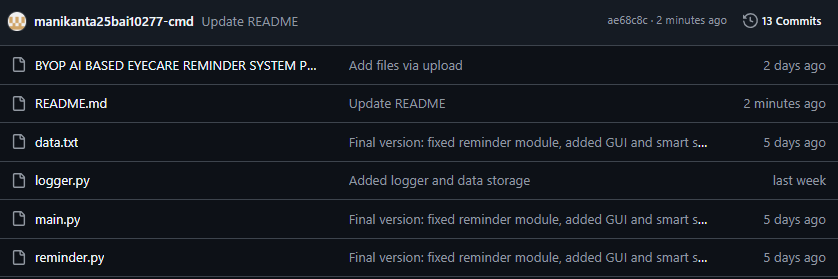 manikanta25bai10277-cmd Update README ae68c8c · 2 minutes ago 13 Commits
BYOP AI BASED EYECARE REMINDER SYSTEM P... Add files via upload 2 days ago
README.md Update README 2 minutes ago
data.txt Final version: fixed reminder module, added GUI and smart s... 5 days ago
logger.py Added logger and data storage last week
main.py Final version: fixed reminder module, added GUI and smart s... 5 days ago
reminder.py Final version: fixed reminder module, added GUI and smart s... 5 days ago